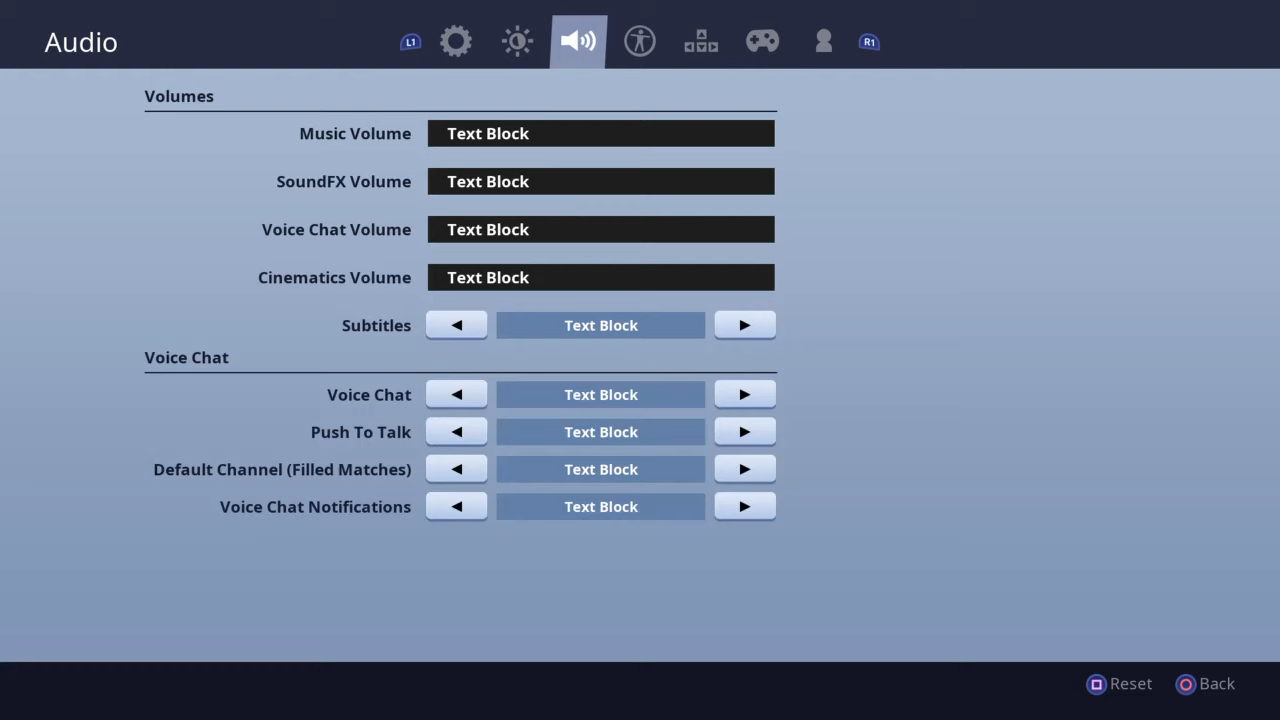 Audio
L1
R1
Volumes
Music Volume Text Block
SoundFX Volume Text Block
Voice Chat Volume Text Block
Cinematics Volume Text Block
Subtitles Text Block
Voice Chat
Voice Chat Text Block
Push To Talk Text Block
Default Channel (Filled Matches) Text Block
Voice Chat Notifications Text Block
Reset Back